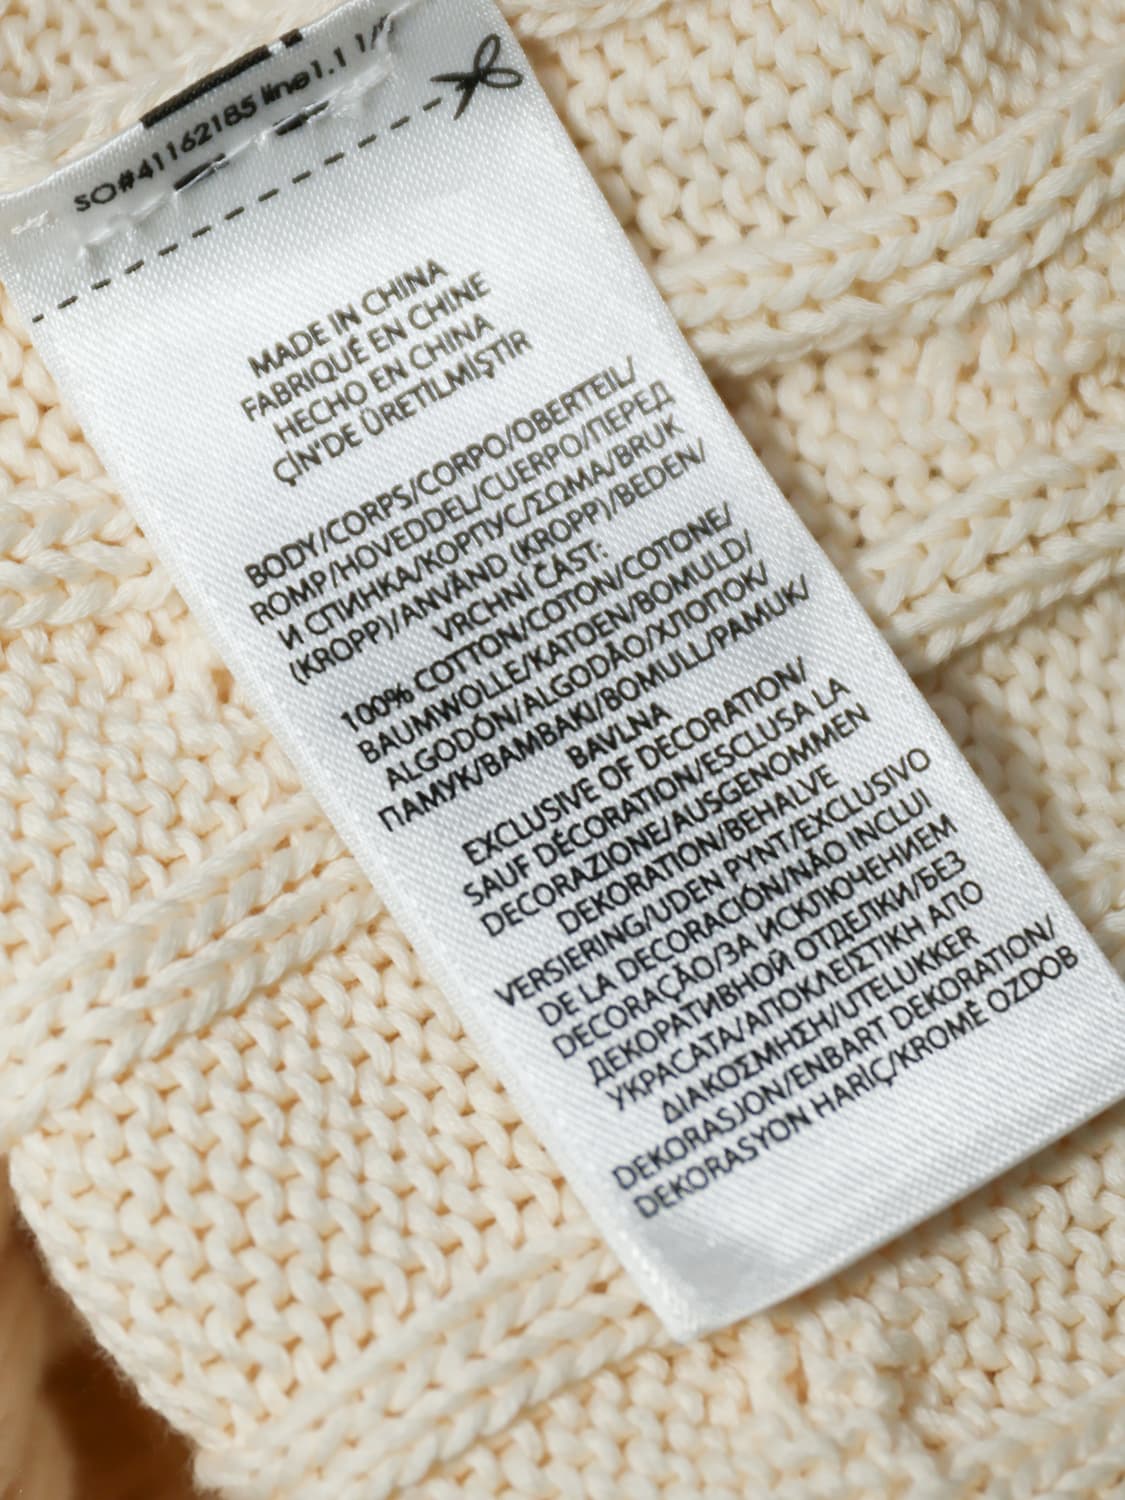 SO#41162185 line1.1 1/
MADE IN CHINA
FABRIQUÉ EN CHINE
HECHO EN CHINA
ÇİN'DE ÜRETİLMİŞTİR
BODY/CORPS/CORPO/OBERTEIL/
ROMP/HOVEDDEL/CUERPO/ПЕРЕД
И СПИНКА/КОРПУС/ΣΩΜΑ/BRUK
(KROPP)/ANVÄND (KROPP)/BEDEN/
VRCHNÍ ČÁST:
100% COTTON/COTON/COTONE/
BAUMWOLLE/KATOEN/BOMULD/
ALGODÓN/ALGODÃO/ХЛОПОК/
ПАМУК/BAMBAKI/BOMULL/PAMUK/
BAVLNA
EXCLUSIVE OF DECORATION/
SAUF DÉCORATION/ESCLUSA LA
DECORAZIONE/AUSGENOMMEN
DEKORATION/BEHALVE
VERSIERING/UDEN PYNT/EXCLUSIVO
DE LA DECORACIÓN/NÃO INCLUI
DECORAÇÃO/ЗА ИСКЛЮЧЕНИЕМ
ДЕКОРАТИВНОЙ ОТДЕЛКИ/БЕЗ
УКРАСАТА/ΑΠΟΚΛΕΙΣΤΙΚΗ ΑΠΟ
ΔΙΑΚΟΣΜΗΣΗ/UTELUKKER
DEKORASJON/ENBART DEKORATION/
DEKORASYON HARİÇ/KROMĚ OZDOB